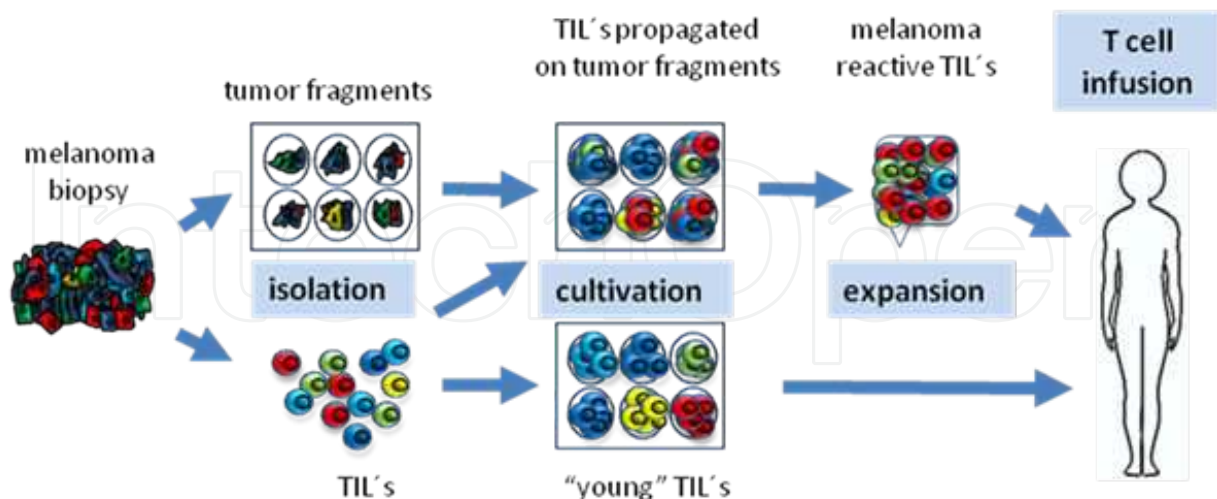 TIL´s propagated
on tumor fragments
melanoma
reactive TIL´s
T cell
infusion
tumor fragments
melanoma
biopsy
isolation
cultivation
expansion
IntechOpen
TIL´s
“young” TIL´s